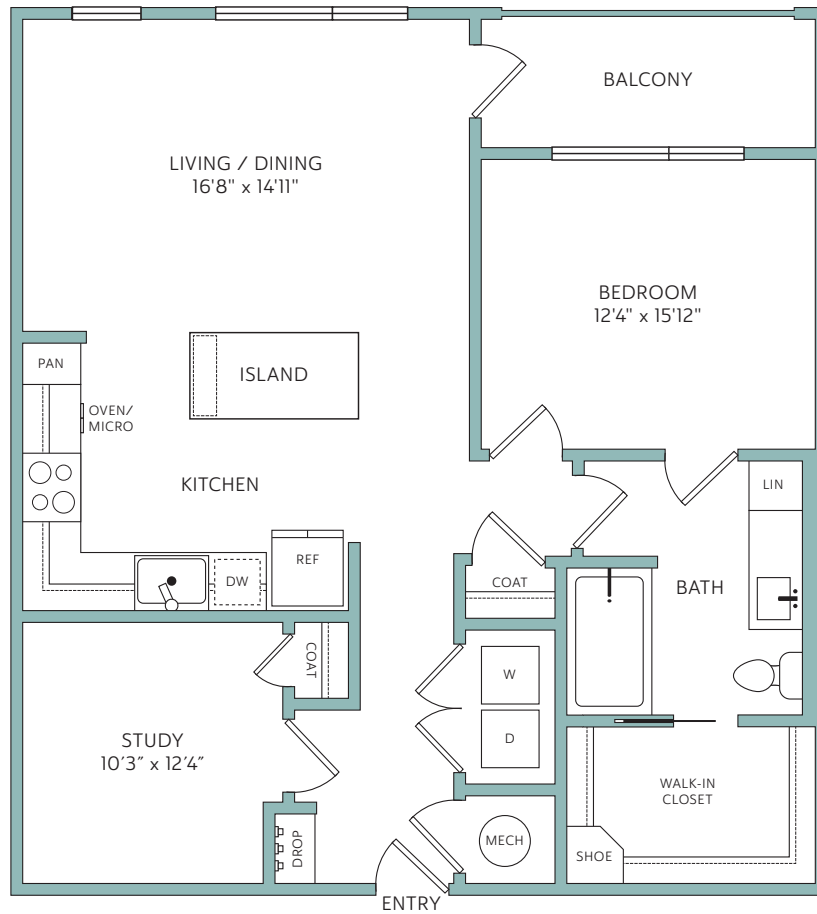 BALCONY
LIVING / DINING
16'8" x 14'11"
BEDROOM
12'4" x 15'12"
PAN
ISLAND
OVEN/
MICRO
KITCHEN
LIN
REF
DW
COAT
BATH
COAT
W
STUDY
10'3" x 12'4"
D
WALK-IN
CLOSET
DROP
MECH
SHOE
ENTRY